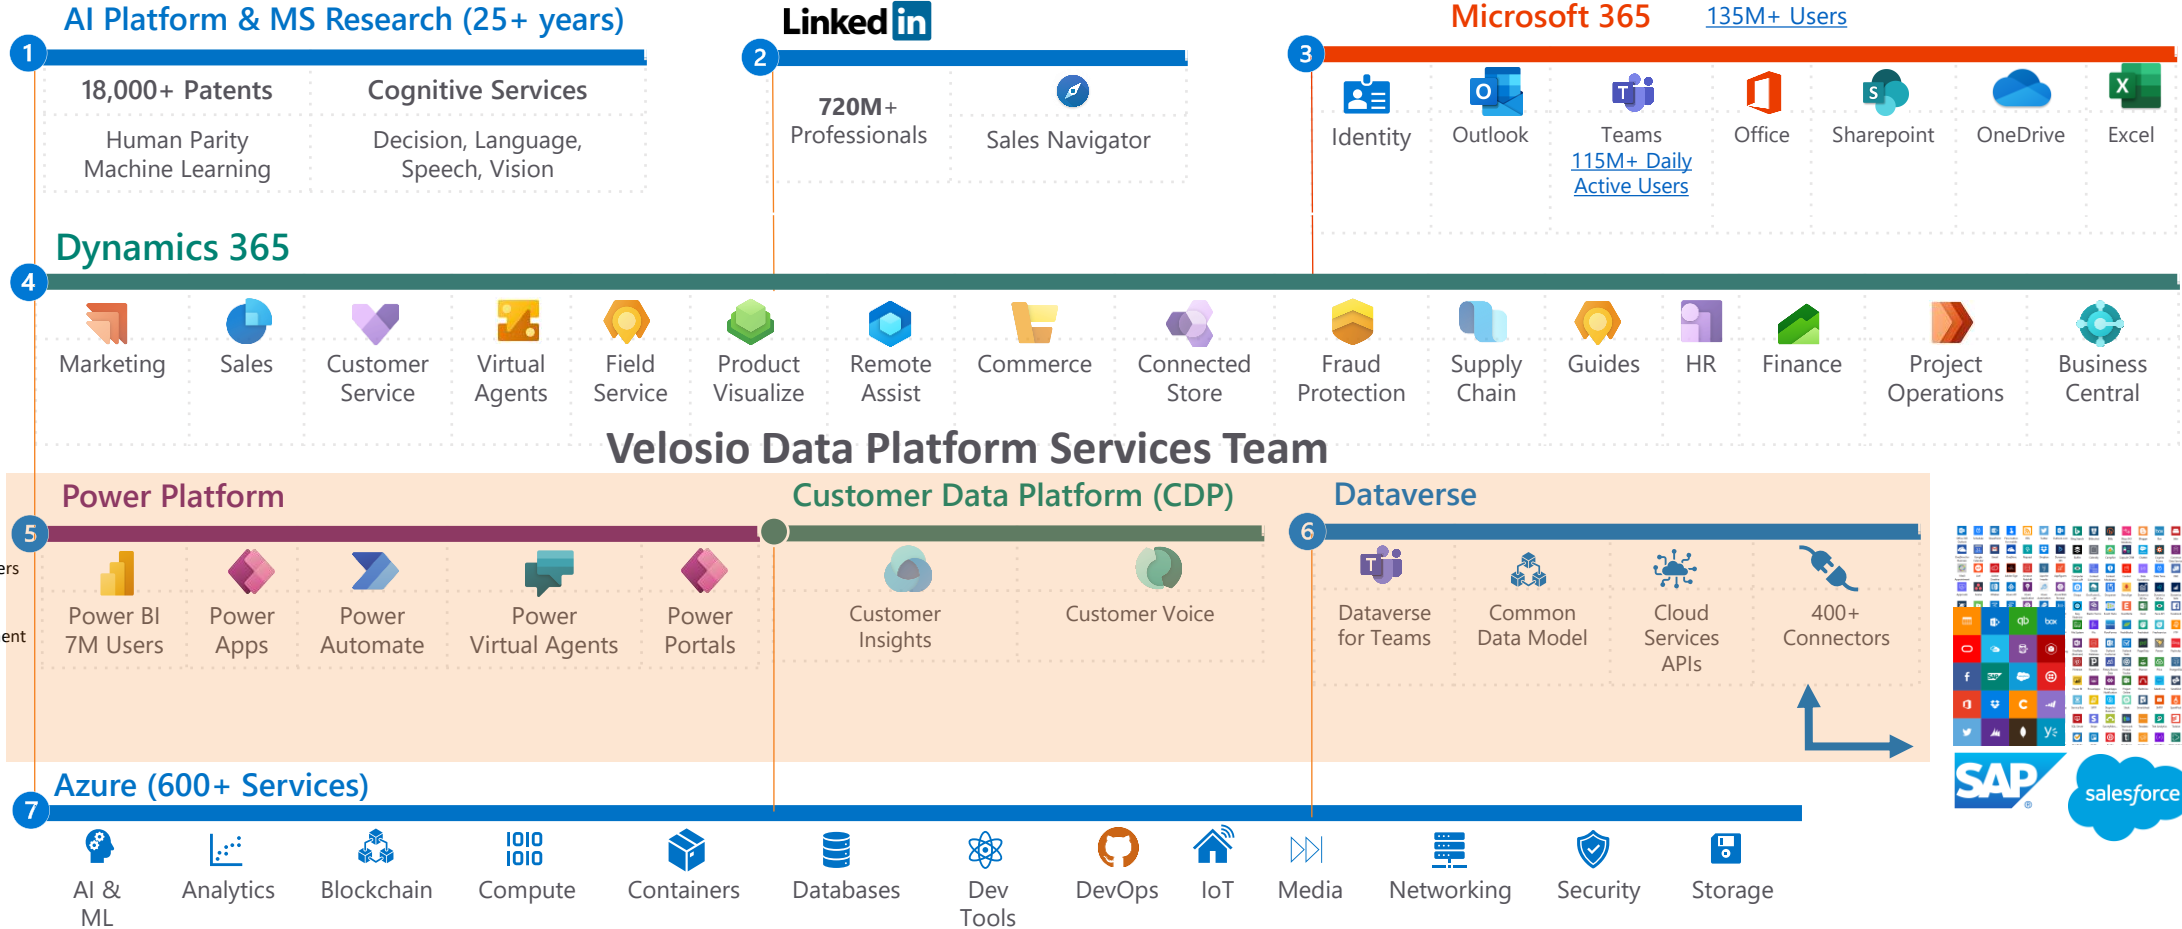 AI Platform & MS Research (25+ years)
1
18,000+ Patents
Human Parity
Machine Learning
Cognitive Services
Decision, Language,
Speech, Vision
Linked in
2
720M+
Professionals
Sales Navigator
Microsoft 365
135M+ Users
3
Identity
Outlook
Teams
115M+ Daily
Active Users
Office
Sharepoint
OneDrive
Excel
Dynamics 365
4
Marketing
Sales
Customer
Service
Virtual
Agents
Field
Service
Product
Visualize
Remote
Assist
Commerce
Connected
Store
Fraud
Protection
Supply
Chain
Guides
HR
Finance
Project
Operations
Business
Central
Velosio Data Platform Services Team
Power Platform
5
ers
ent
Power BI
7M Users
Power
Apps
Power
Automate
Power
Virtual Agents
Power
Portals
Customer Data Platform (CDP)
Customer
Insights
Customer Voice
Dataverse
6
Dataverse
for Teams
Common
Data Model
Cloud
Services
APIs
400+
Connectors
qb
box
SAP
SAP
salesforce
Azure (600+ Services)
7
AI &
ML
Analytics
Blockchain
1010
1010
Compute
Containers
Databases
Dev
Tools
DevOps
IoT
Media
Networking
Security
Storage